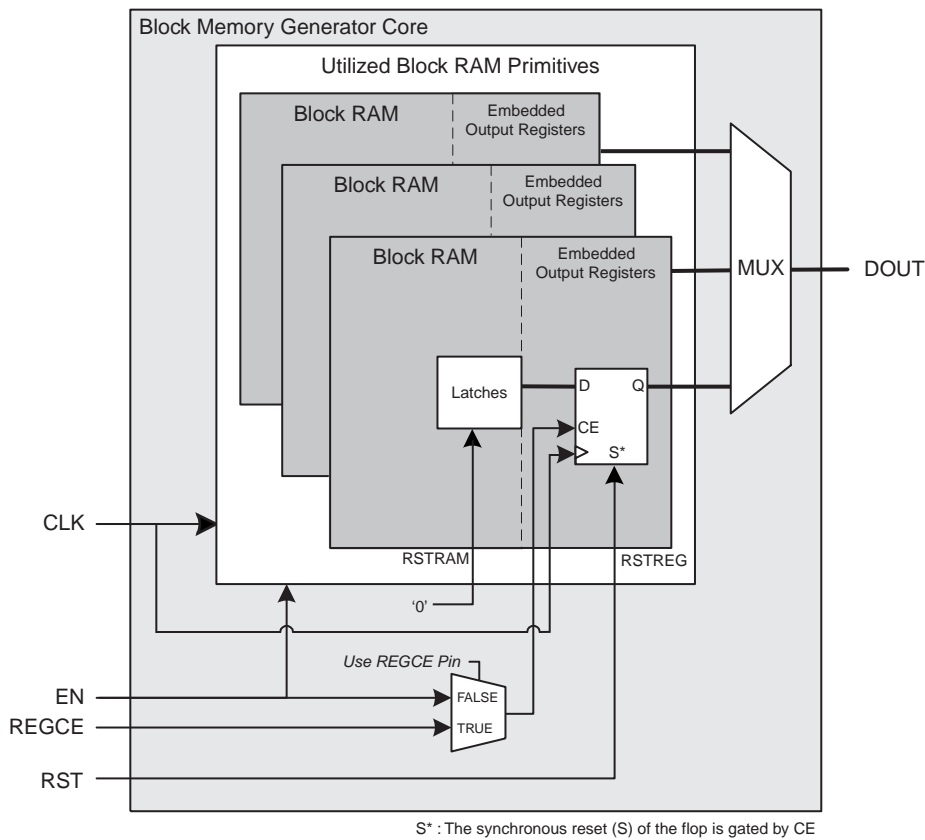 Block Memory Generator Core
Utilized Block RAM Primitives
Block RAM
Embedded
Output Registers
Block RAM
Embedded
Output Registers
Block RAM
Embedded
Output Registers
MUX
DOUT
Latches
D
Q
CE
S*
CLK
RSTRAM
RSTREG
‘0’
Use REGCE Pin
EN
FALSE
REGCE
TRUE
RST
S* : The synchronous reset (S) of the flop is gated by CE